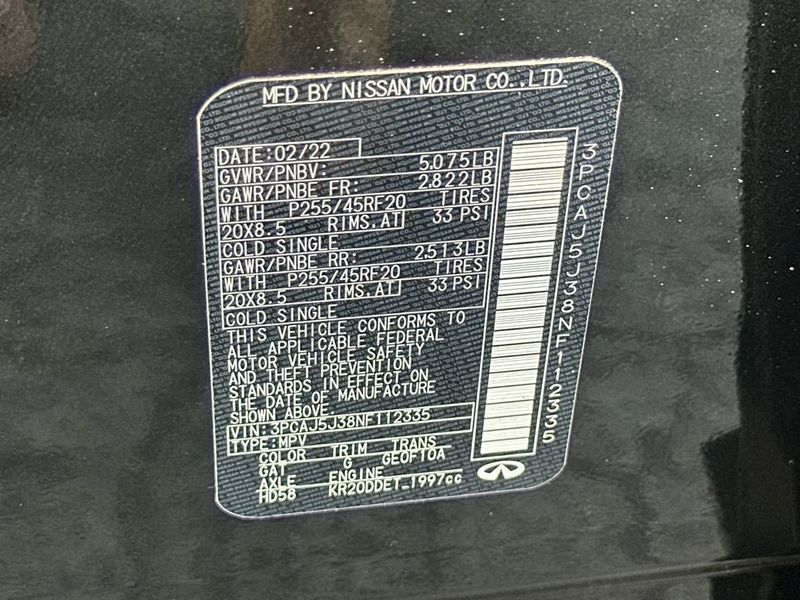 MFD BY NISSAN MOTOR CO.,LTD.
DATE:02/22
GVWR/PNBV: 5,075LB
GAWR/PNBE FR: 2,822LB
WITH P255/45RF20 TIRES
20X8.5 RIMS.AT 33 PSI
COLD SINGLE
GAWR/PNBE RR: 2,513LB
WITH P255/45RF20 TIRES
20X8.5 RIMS.AT 33 PSI
COLD SINGLE
THIS VEHICLE CONFORMS TO
ALL APPLICABLE FEDERAL
MOTOR VEHICLE SAFETY
AND THEFT PREVENTION
STANDARDS IN EFFECT ON
THE DATE OF MANUFACTURE
SHOWN ABOVE.
VIN: 3PCAJ5J38NF112335
TYPE:MPV
COLOR TRIM TRANS
GAT G GE0F10A
AXLE ENGINE
HD58 KR20DDET 1997cc
3PCAJ5J38NF112335